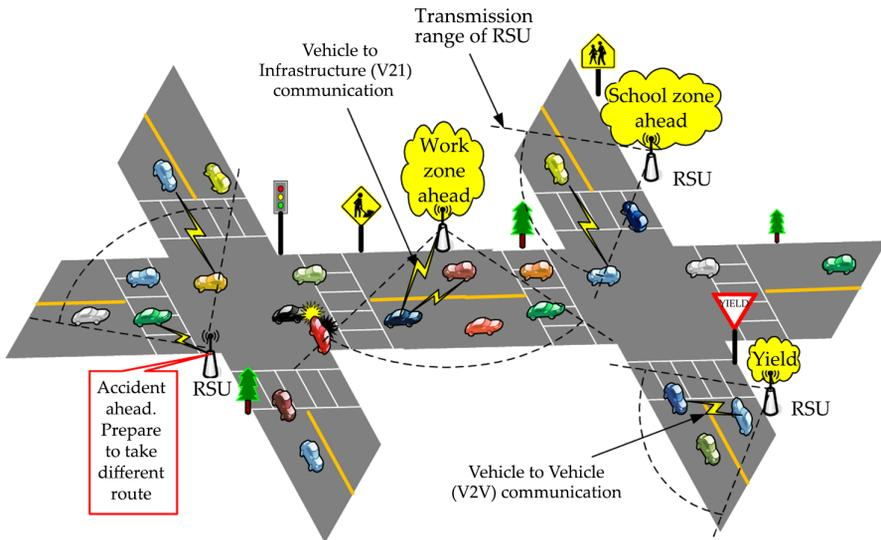 Transmission
range of RSU
Vehicle to
Infrastructure (V21)
communication
School zone
ahead
RSU
Work
zone
ahead
YIELD
Yield
RSU
RSU
Accident
ahead.
Prepare
to take
different
route
Vehicle to Vehicle
(V2V) communication